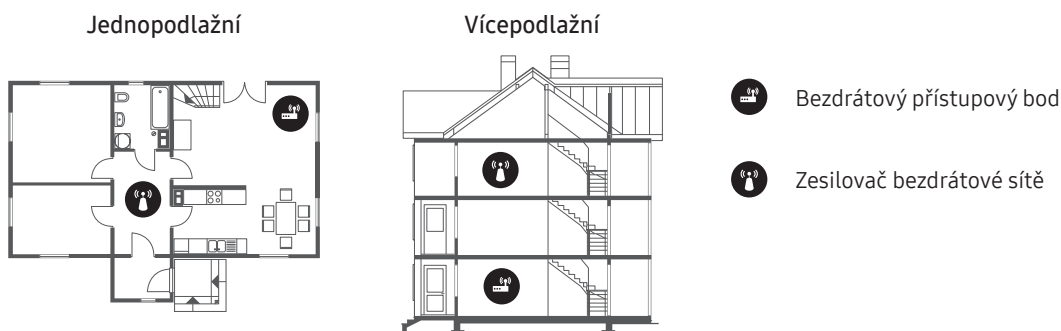 Jednopodlažní
Vícepodlažní
Bezdrátový přístupový bod
Zesilovač bezdrátové sítě